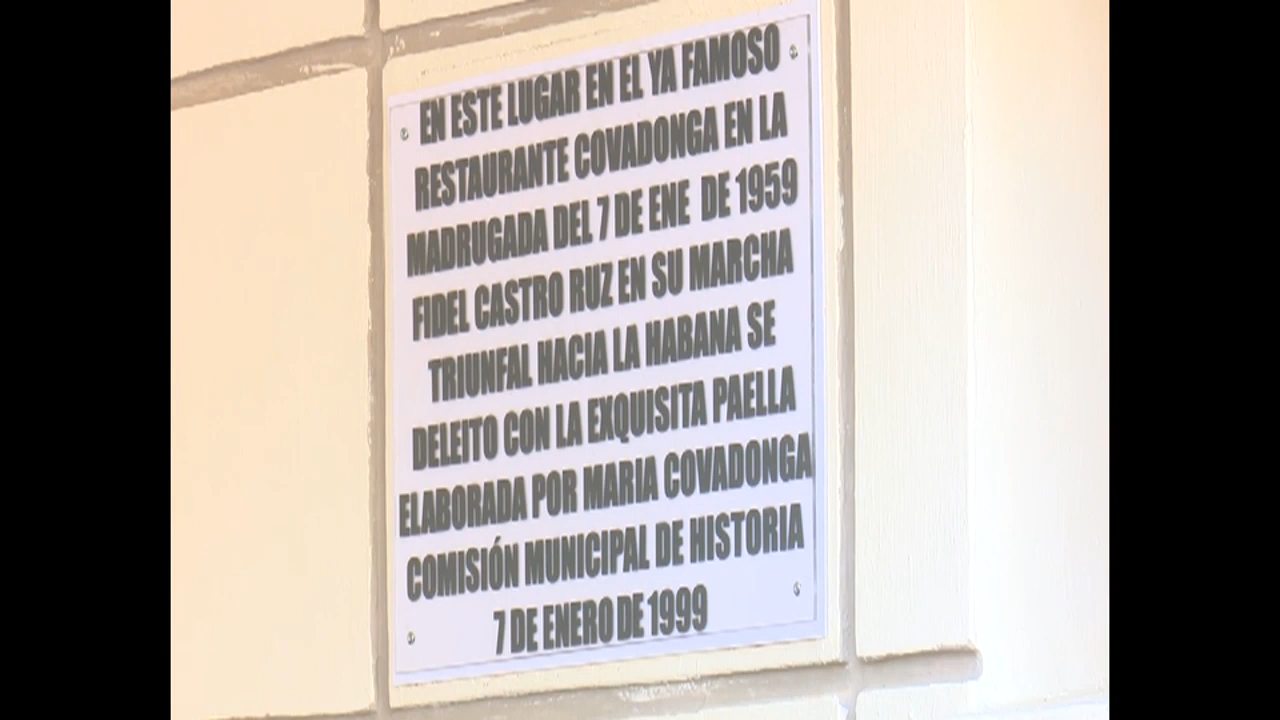 EN ESTE LUGAR EN EL YA FAMOSO
RESTAURANTE COVADONGA EN LA
MADRUGADA DEL 7 DE ENE DE 1959
FIDEL CASTRO RUZ EN SU MARCHA
TRIUNFAL HACIA LA HABANA SE
DELEITO CON LA EXQUISITA PAELLA
ELABORADA POR MARIA COVADONGA
COMISIÓN MUNICIPAL DE HISTORIA
7 DE ENERO DE 1999